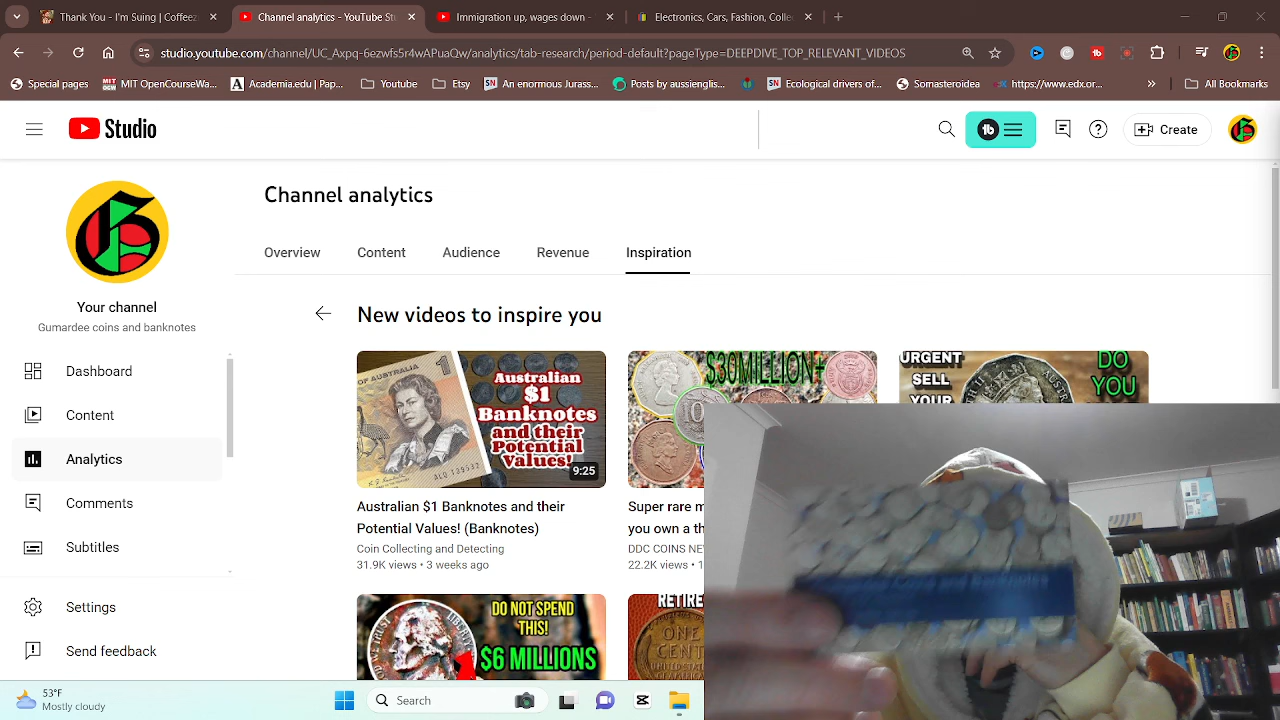 Thank up - I'm Suing | Coffeez
Channel analytics - YouTube St
Immigration up, wages down -
Electronics, Cars, Fashion, Colle
studio.youtube.com/channel/UC_Axpq-6ezwfs5r4wAPuaQw/analytics/tab-research/period-default?pageType=DEEPDIVE_TOP_RELEVANT_VIDEOS
Special pages
MIT OpenCourseWa...
Academia.edu | Pap...
Youtube
Etsy
An enormous Jurass...
Posts by aussienglis...
Ecological drivers of...
Somasteroidea
https://www.edx.or...
All Bookmarks
Studio
Create
Channel analytics
Overview Content Audience Revenue Inspiration
Your channel
Gumardee coins and banknotes
New videos to inspire you
Dashboard
Content
Analytics
Comments
Subtitles
Settings
Send feedback
OF AUSTRALIA
1
Australian
$1
Banknotes
and their
Potential
Values!
9:25
Australian $1 Banknotes and their
Potential Values! (Banknotes)
Coin Collecting and Detecting
31.9K views • 3 weeks ago
$30MILLION+
Super rare m
you own a th
DDC COINS NE
22.2K views • 1
URGENT
SELL
YOUR
DO
YOU
DO NOT SPEND
THIS!
$6 MILLIONS
RETIRE
ONE
CENT
53°F
Mostly cloudy
Search